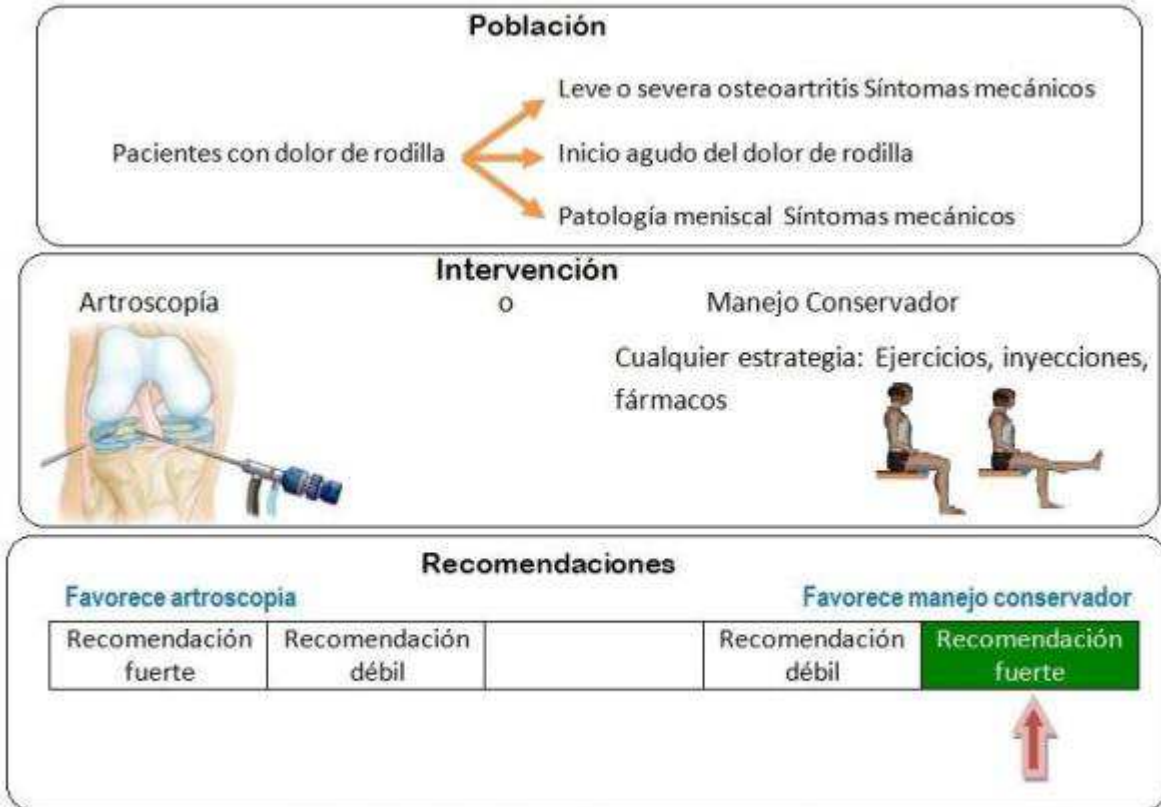 Población
Leve o severa osteoartritis Síntomas mecánicos
Pacientes con dolor de rodilla
Inicio agudo del dolor de rodilla
Patología meniscal Síntomas mecánicos
Intervención
Artroscopía
o
Manejo Conservador
Cualquier estrategia: Ejercicios, inyecciones,
fármacos
Recomendaciones
Favorece artroscopia
Favorece manejo conservador
Recomendación
fuerte
Recomendación
débil
Recomendación
débil
Recomendación
fuerte